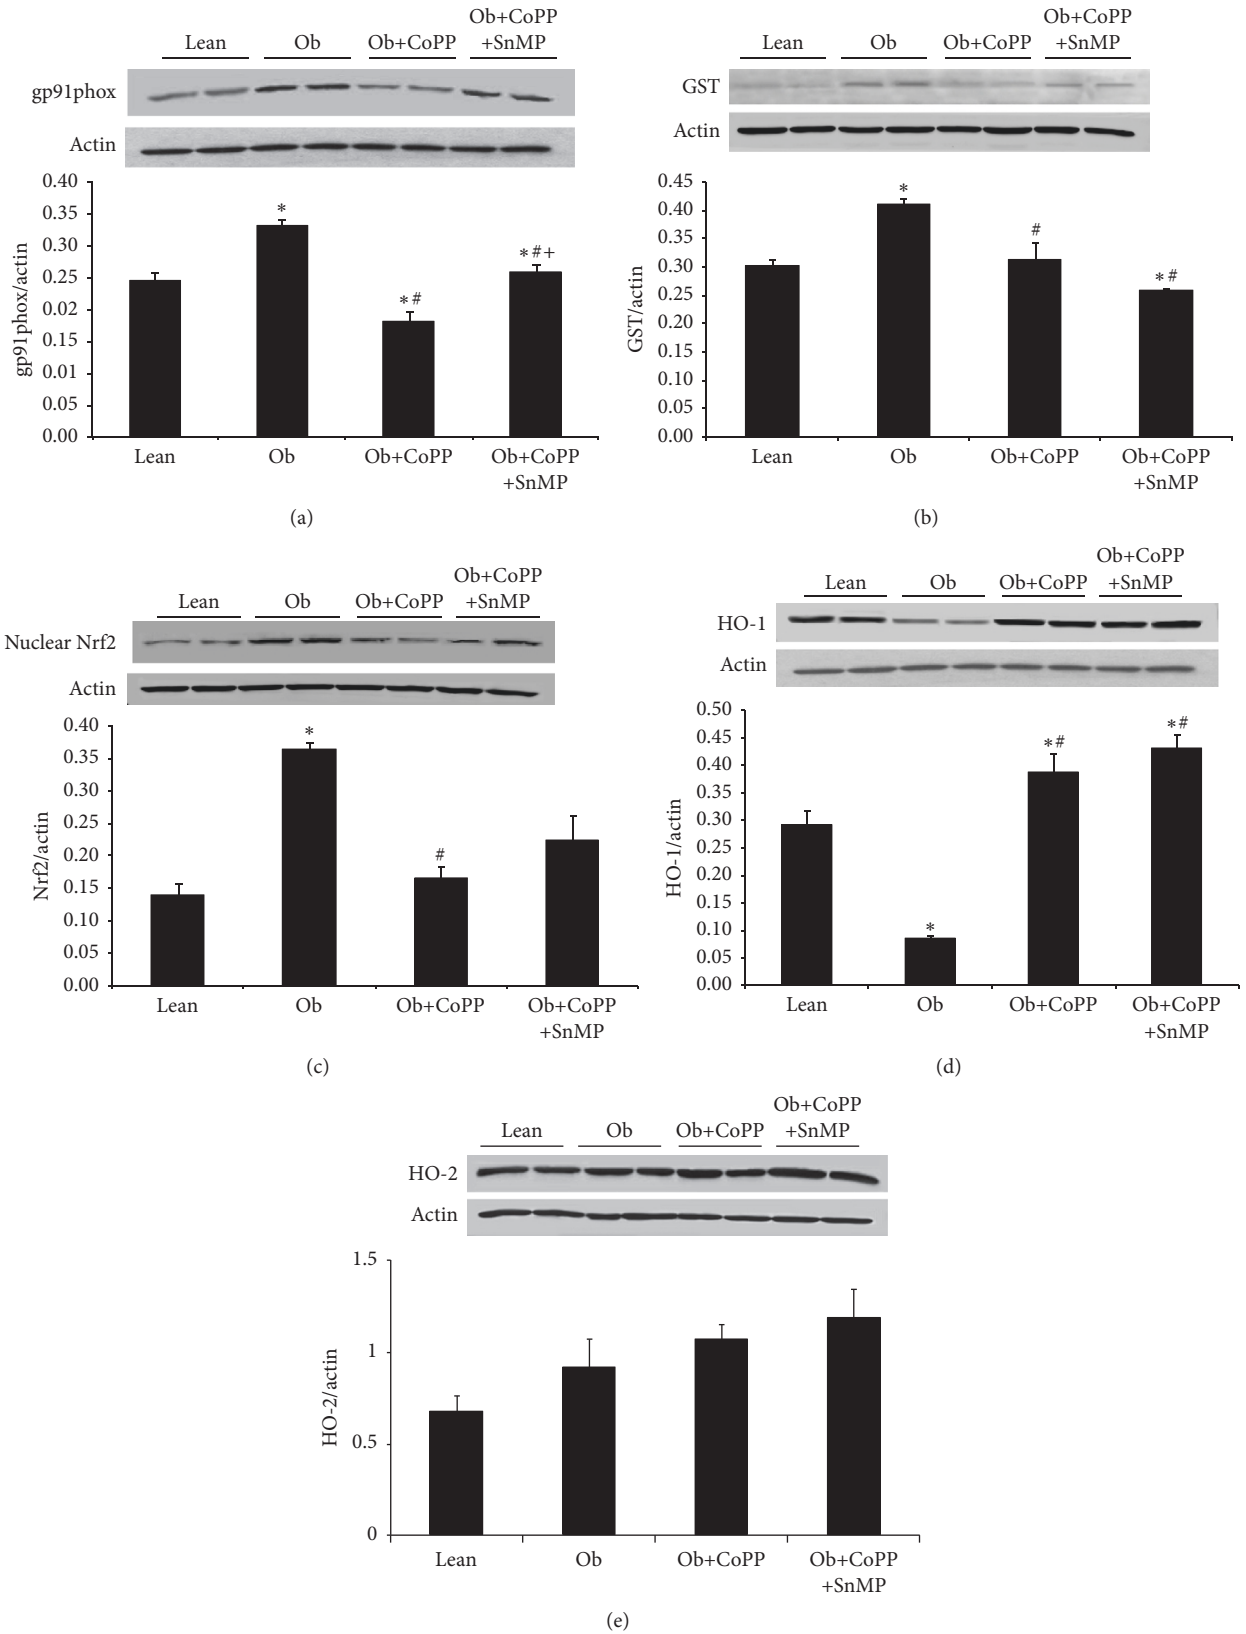 Ob+CoPP
+SnMP
Lean Ob Ob+CoPP
gp91phox
Actin
0.40
0.35
0.30
0.25
0.02
0.15
0.01
0.05
0.00
gp91phox/actin
*
*#
*#+
Lean Ob Ob+CoPP Ob+CoPP
+SnMP
(a)
Ob+CoPP
+SnMP
Lean Ob Ob+CoPP
GST
Actin
0.45
0.40
0.35
0.30
0.25
0.20
0.15
0.10
0.05
0.00
GST/actin
*
#
*#
Lean Ob Ob+CoPP Ob+CoPP
+SnMP
(b)
Ob+CoPP
+SnMP
Lean Ob Ob+CoPP
Nuclear Nrf2
Actin
0.40
0.35
0.30
0.25
0.20
0.15
0.10
0.05
0.00
Nrf2/actin
*
#
Lean Ob Ob+CoPP Ob+CoPP
+SnMP
(c)
Ob+CoPP
+SnMP
Lean Ob Ob+CoPP
HO-1
Actin
0.50
0.45
0.40
0.35
0.30
0.25
0.20
0.15
0.10
0.05
0.00
HO-1/actin
*
*#
*#
Lean Ob Ob+CoPP Ob+CoPP
+SnMP
(d)
Ob+CoPP
+SnMP
Lean Ob Ob+CoPP
HO-2
Actin
1.5
1
0.5
0
HO-2/actin
Lean Ob Ob+CoPP Ob+CoPP
+SnMP
(e)